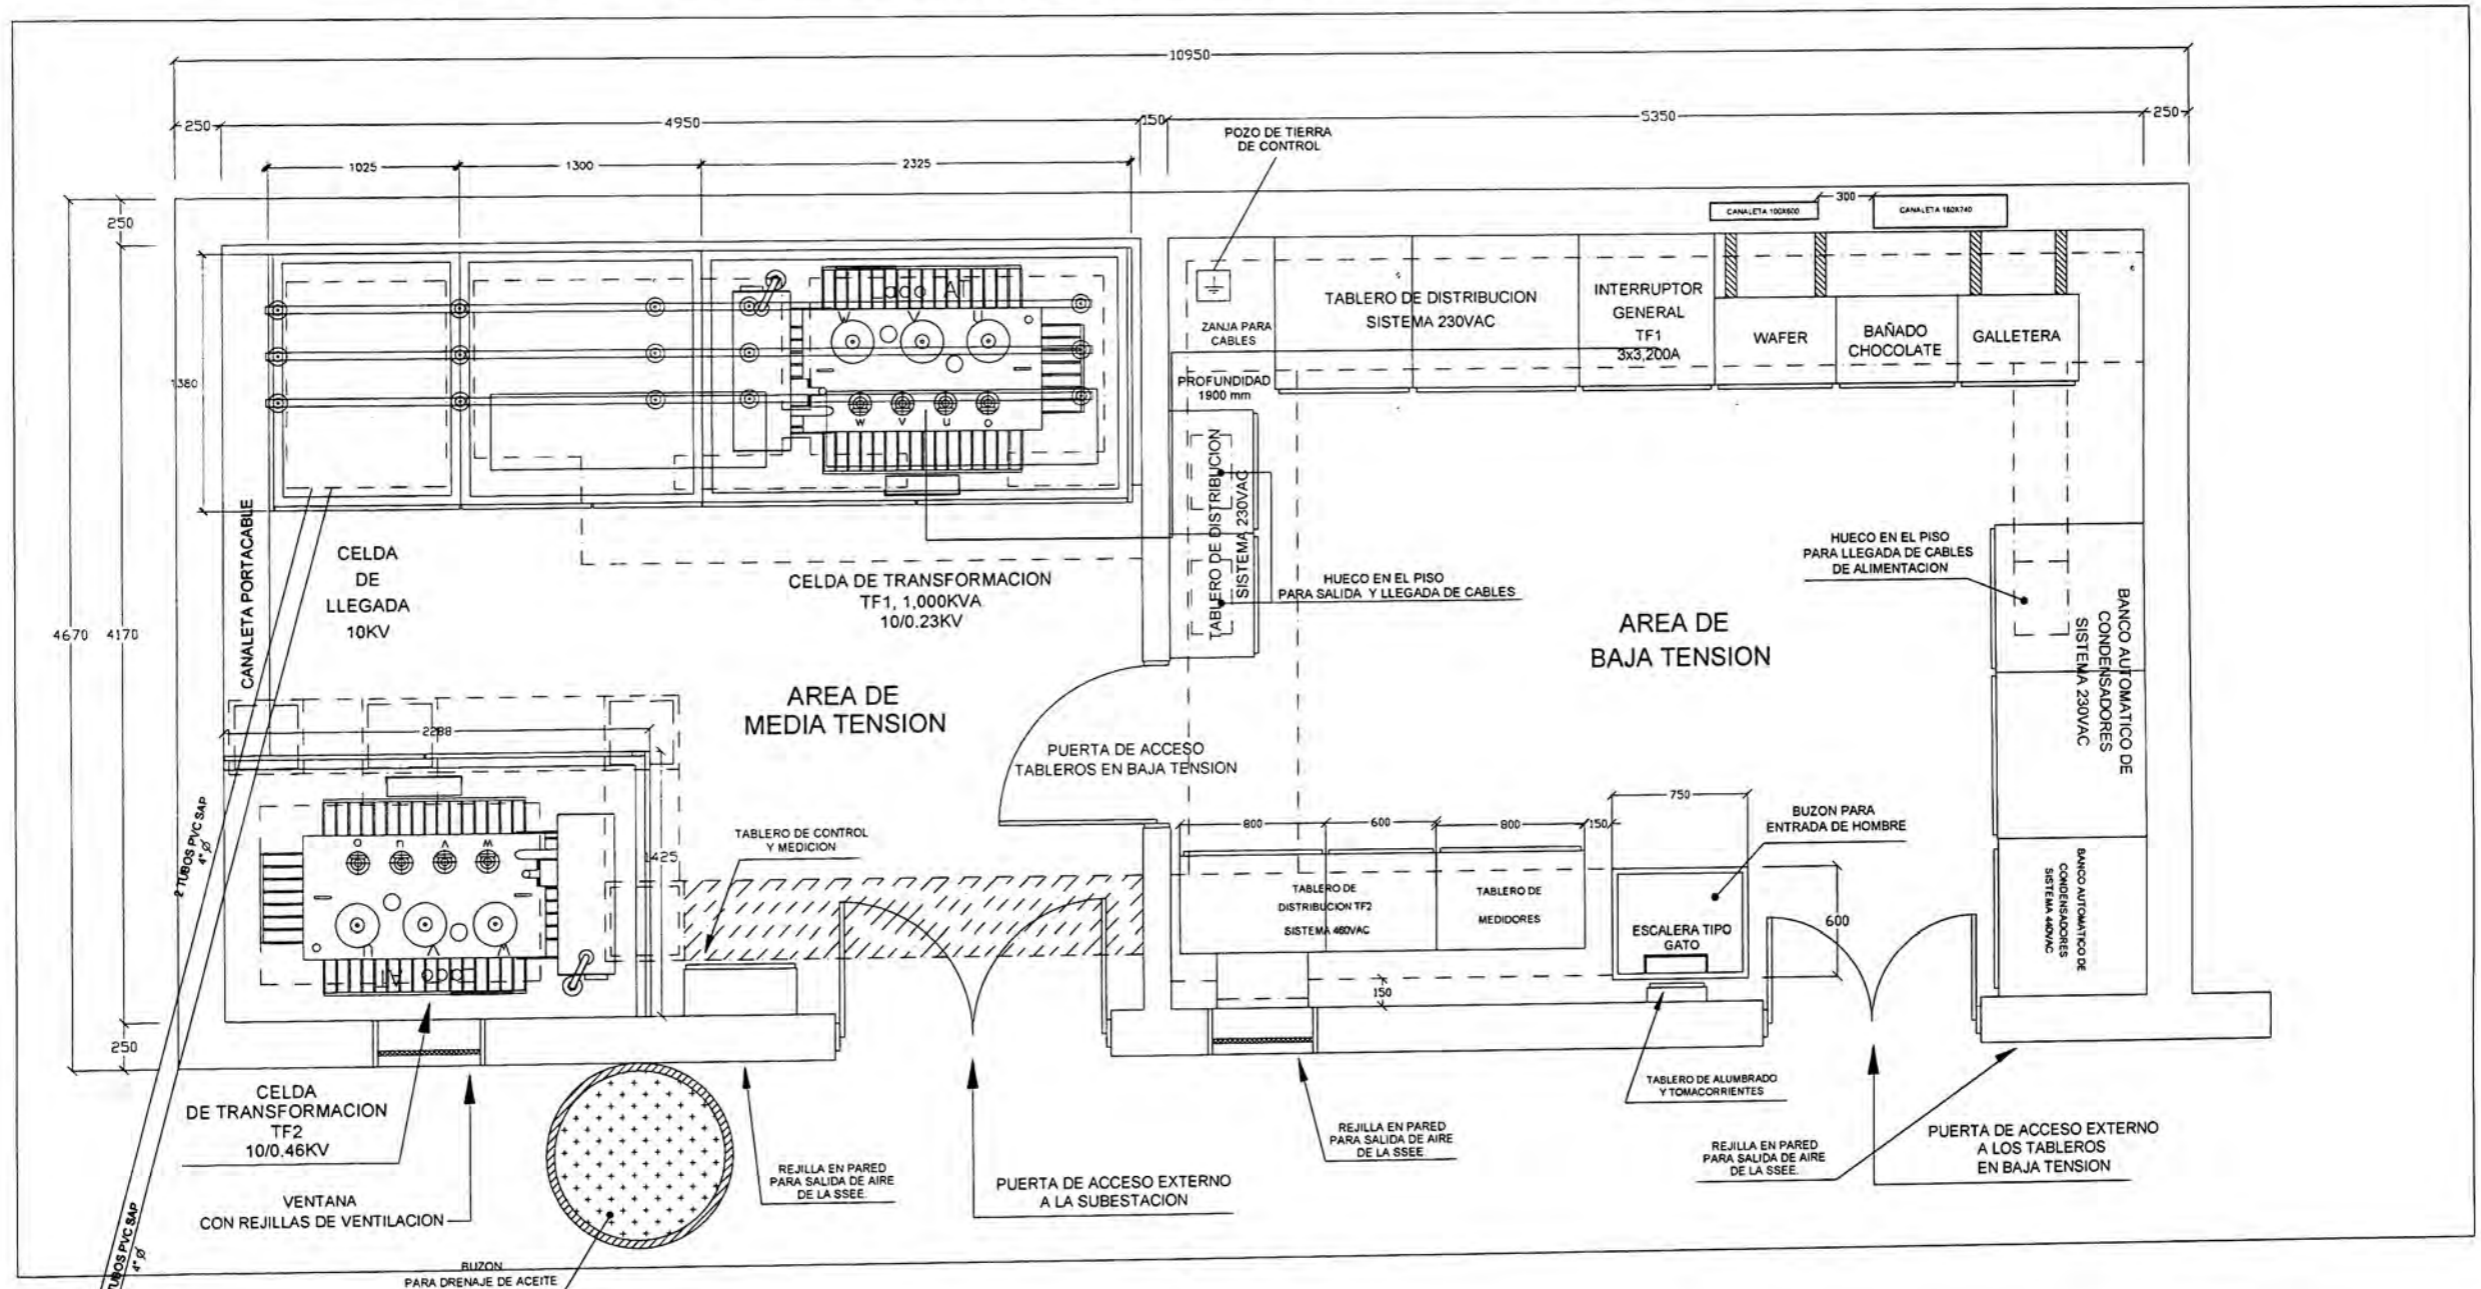 10950
250
4950
150
5350
250
POZO DE TIERRA
DE CONTROL
1025
1300
2325
300
CANALETA 100X600
CANALETA 160X740
250
Lado AT
W
V
U
TABLERO DE DISTRIBUCION
SISTEMA 230VAC
INTERRUPTOR
GENERAL
TF1
3x3,200A
WAFER
BAÑADO
CHOCOLATE
GALLETERA
ZANJA PARA
CABLES
1380
PROFUNDIDAD
1900 mm
W
V
U
O
TABLERO DE DISTRIBUCION
SISTEMA 230VAC
CANALETA PORTACABLE
CELDA
DE
LLEGADA
10KV
CELDA DE TRANSFORMACION
TF1, 1,000KVA
10/0.23KV
HUECO EN EL PISO
PARA SALIDA Y LLEGADA DE CABLES
HUECO EN EL PISO
PARA LLEGADA DE CABLES
DE ALIMENTACION
BANCO AUTOMATICO DE
CONDENSADORES
SISTEMA 230VAC
4670
4170
AREA DE
BAJA TENSION
AREA DE
MEDIA TENSION
2288
PUERTA DE ACCESO
TABLEROS EN BAJA TENSION
2 TUBOS PVC SAP
4" Ø
O
U
V
W
1425
TABLERO DE CONTROL
Y MEDICION
800
600
800
150
750
BUZON PARA
ENTRADA DE HOMBRE
TABLERO DE
DISTRIBUCION TF2
SISTEMA 460VAC
TABLERO DE
MEDIDORES
ESCALERA TIPO
GATO
600
BANCO AUTOMATICO DE
CONDENSADORES
SISTEMA 440VAC
U
V
W
Lado AT
150
250
CELDA
DE TRANSFORMACION
TF2
10/0.46KV
TABLERO DE ALUMBRADO
Y TOMACORRIENTES
REJILLA EN PARED
PARA SALIDA DE AIRE
DE LA SSEE
REJILLA EN PARED
PARA SALIDA DE AIRE
DE LA SSEE.
PUERTA DE ACCESO EXTERNO
A LOS TABLEROS
EN BAJA TENSION
REJILLA EN PARED
PARA SALIDA DE AIRE
DE LA SSEE.
PUERTA DE ACCESO EXTERNO
A LA SUBESTACION
VENTANA
CON REJILLAS DE VENTILACION
TUBOS PVC SAP
4" Ø
BUZON
PARA DRENAJE DE ACEITE